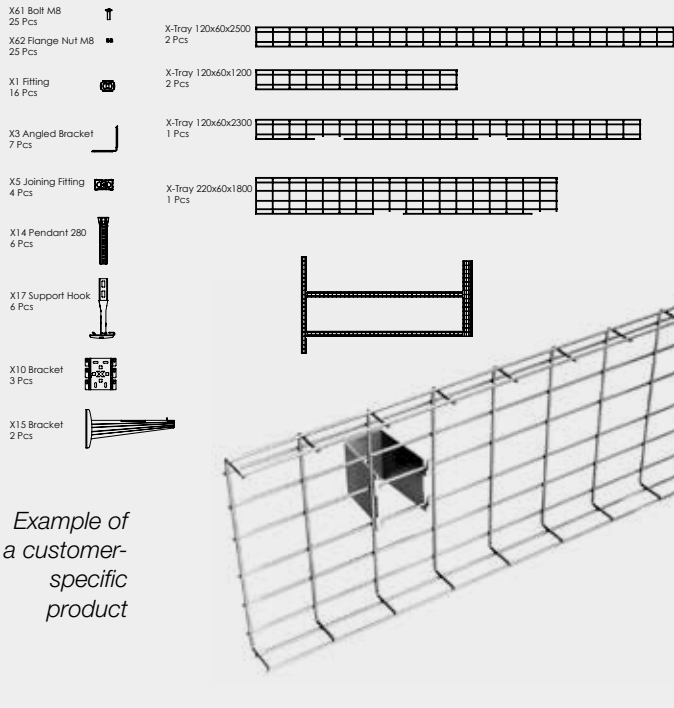 X61 Bolt M8
25 Pcs
X62 Flange Nut M8
25 Pcs
X1 Fitting
16 Pcs
X3 Angled Bracket
7 Pcs
X5 Joining Fitting
4 Pcs
X14 Pendant 280
6 Pcs
X17 Support Hook
6 Pcs
X10 Bracket
3 Pcs
X15 Bracket
2 Pcs
X-Tray 120x60x2500
2 Pcs
X-Tray 120x60x1200
2 Pcs
X-Tray 120x60x2300
1 Pcs
X-Tray 220x60x1800
1 Pcs
Example of
a customer-
specific
product